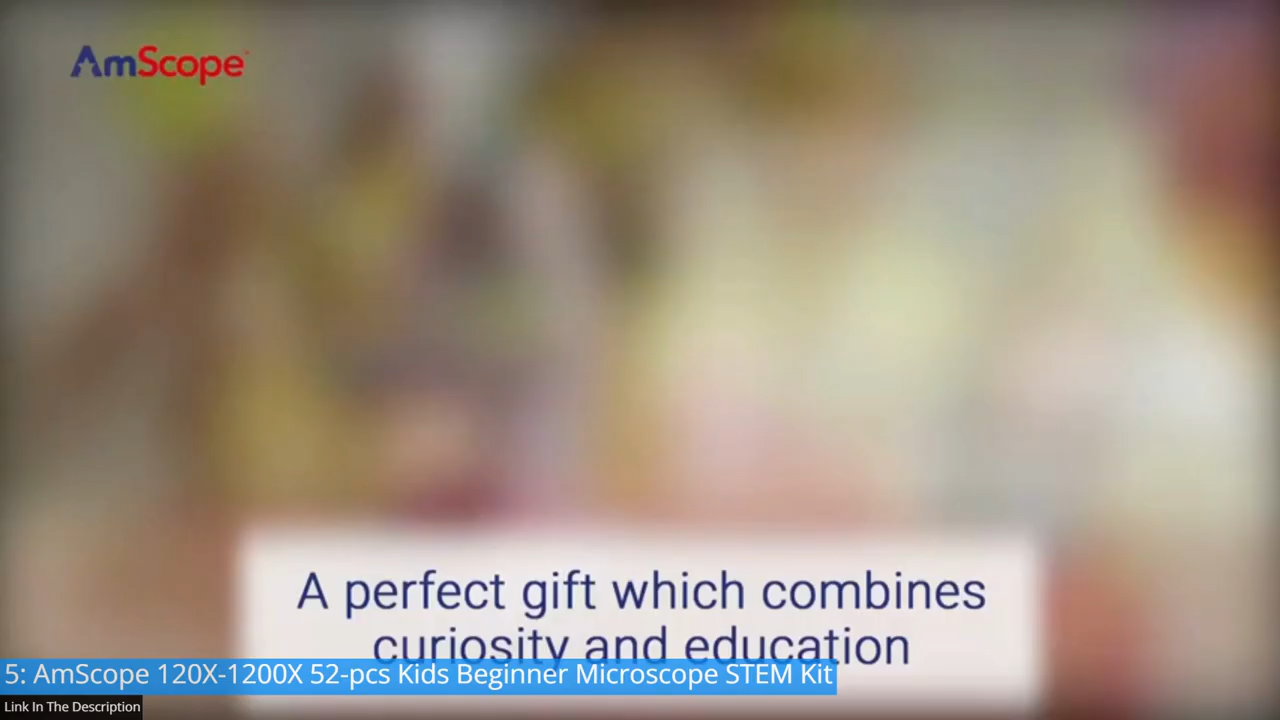 AmScope
A perfect gift which combines
curiosity and education
5: AmScope 120X-1200X 52-pcs Kids Beginner Microscope STEM Kit
Link In The Description